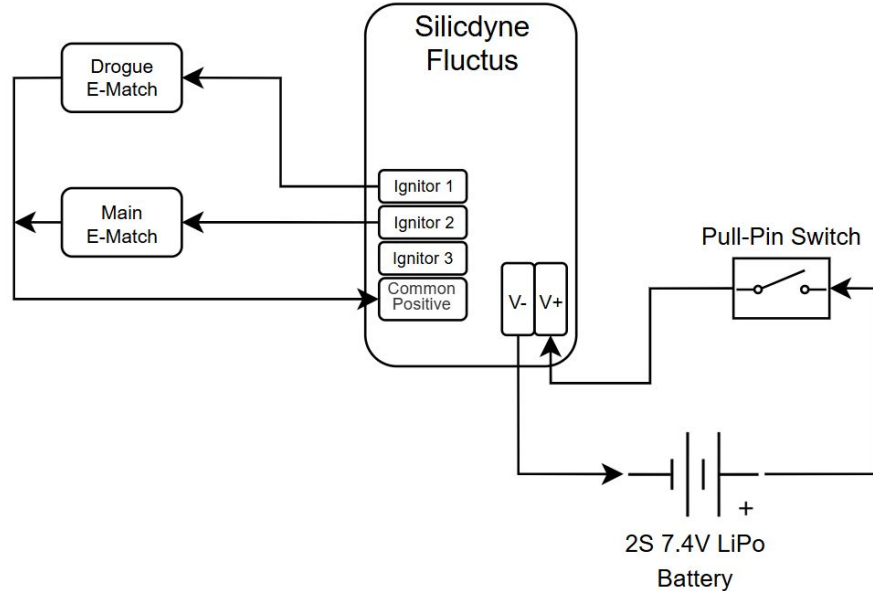 Silicdyne
Fluctus
Drogue
E-Match
Ignitor 1
Main
E-Match
Ignitor 2
Ignitor 3
Common
Positive
V-
V+
Pull-Pin Switch
+
2S 7.4V LiPo
Battery